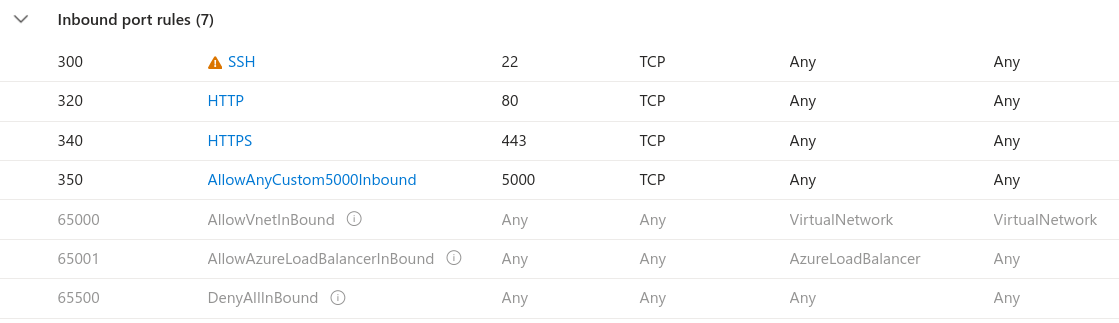 Inbound port rules (7)
300 SSH 22 TCP Any Any
320 HTTP 80 TCP Any Any
340 HTTPS 443 TCP Any Any
350 AllowAnyCustom5000Inbound 5000 TCP Any Any
65000 AllowVnetInBound Any Any VirtualNetwork VirtualNetwork
65001 AllowAzureLoadBalancerInBound Any Any AzureLoadBalancer Any
65500 DenyAllInBound Any Any Any Any